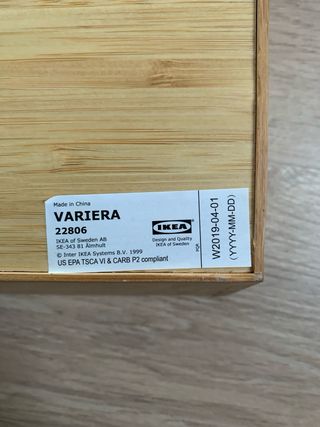 Made in China
VARIERA
22806
IKEA of Sweden AB
SE-343 81 Älmhult
© Inter IKEA Systems B.V. 1999
US EPA TSCA VI & CARB P2 compliant
IKEA
Design and Quality
IKEA of Sweden
PQR
W2019-04-01
(YYYY-MM-DD)